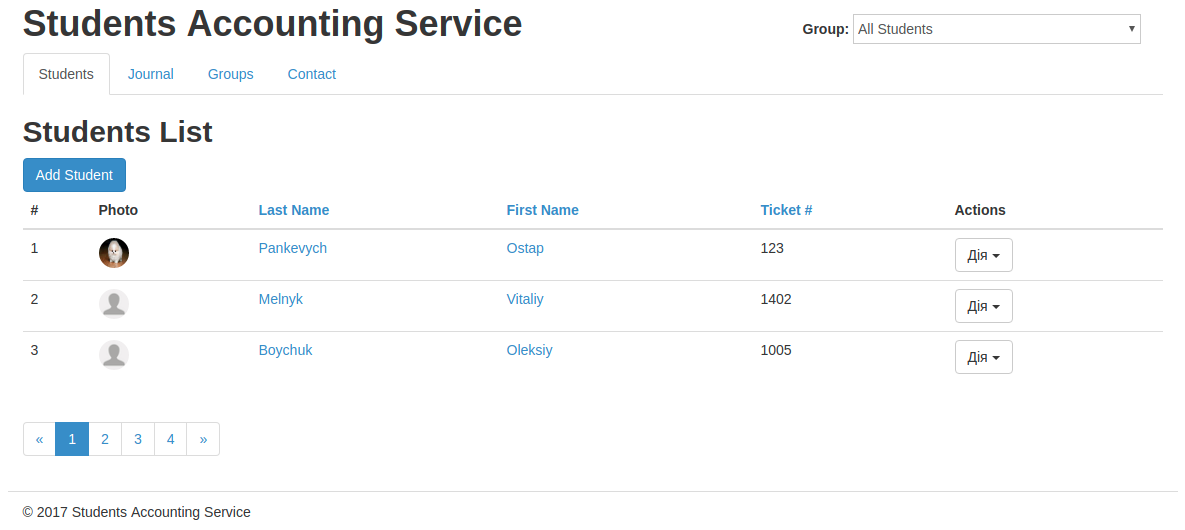 Students Accounting Service
Group: All Students
Students Journal Groups Contact
Students List
Add Student
# Photo Last Name First Name Ticket # Actions
1 Pankevych Ostap 123 Дія
2 Melnyk Vitaliy 1402 Дія
3 Boychuk Oleksiy 1005 Дія
« 1 2 3 4 »
© 2017 Students Accounting Service